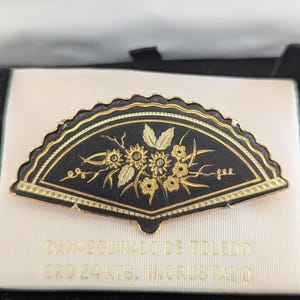 DAMASQUINADO DE TOLEDO
ORO 24 KTS. INCRUSTADO